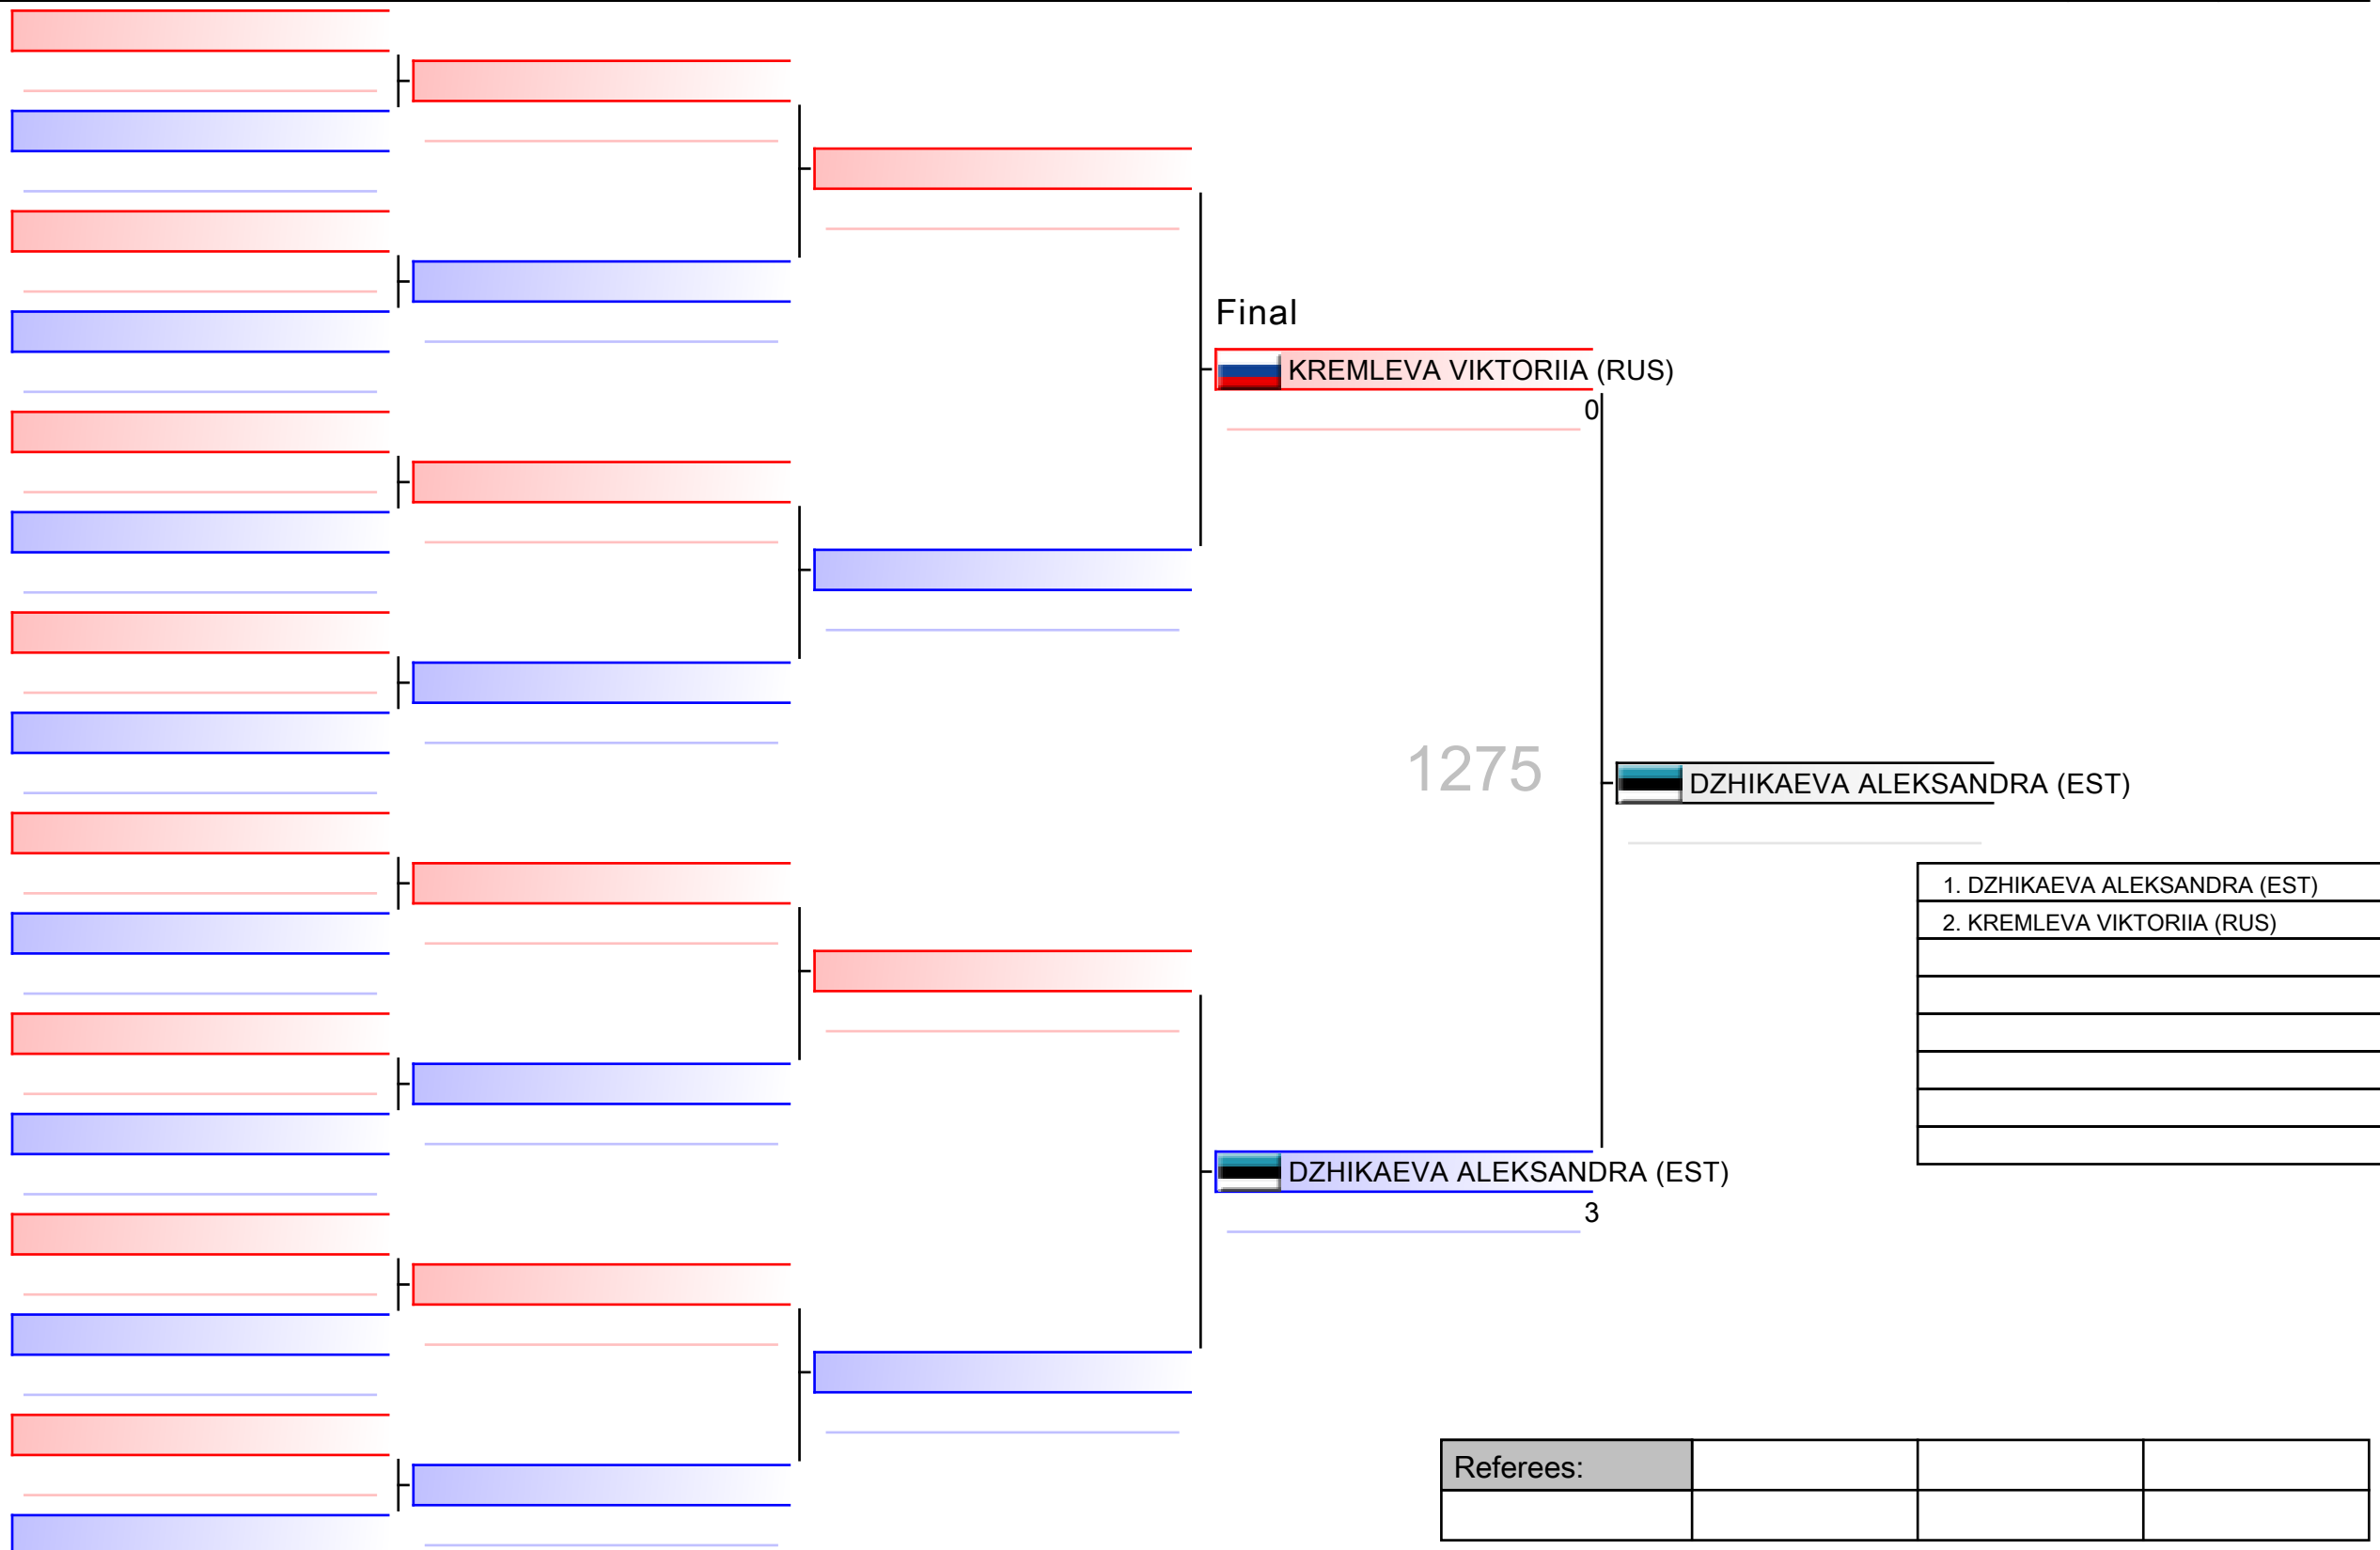 Final
KREMLEVA VIKTORIIA (RUS)
0
1275
DZHIKAEVA ALEKSANDRA (EST)
1. DZHIKAEVA ALEKSANDRA (EST)
2. KREMLEVA VIKTORIIA (RUS)
DZHIKAEVA ALEKSANDRA (EST)
3
Referees: